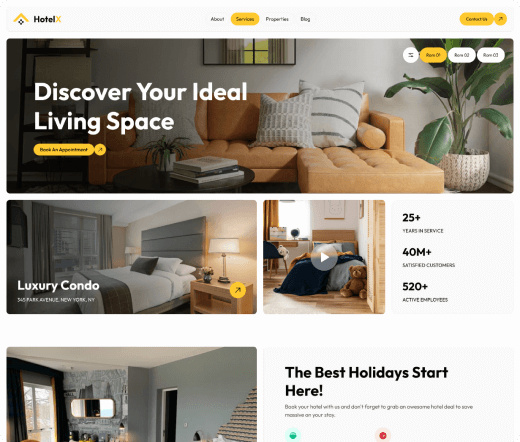 HotelX
About
Services
Properties
Blog
Contact Us
Room 01
Room 02
Room 03
Discover Your Ideal
Living Space
Book An Appointment
Luxury Condo
345 PARK AVENUE, NEW YORK, NY
25+
YEARS IN SERVICE
40M+
SATISFIED CUSTOMERS
520+
ACTIVE EMPLOYEES
The Best Holidays Start
Here!
Book your hotel with us and don't forget to grab an awesome hotel deal to save
massive on your stay.